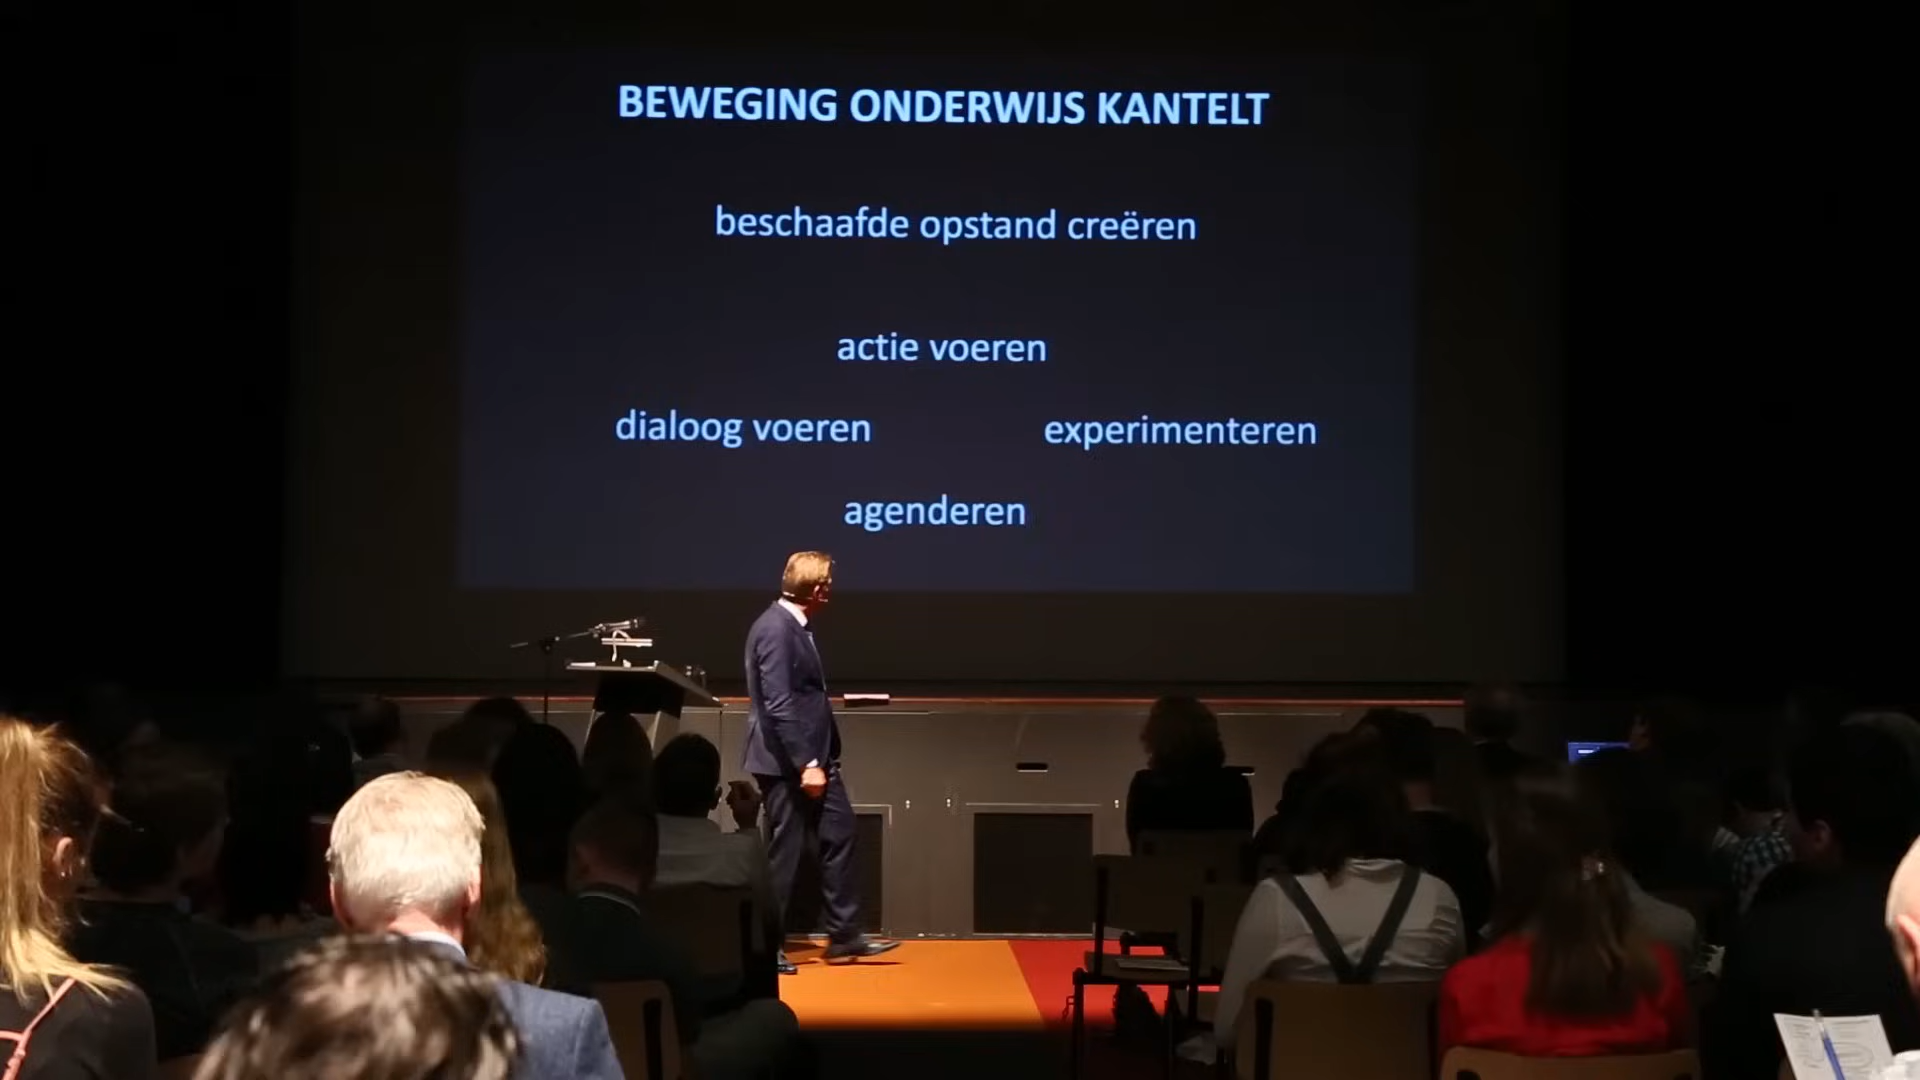 BEWEGING ONDERWIJS KANTELT
beschaafde opstand creëren
actie voeren
dialoog voeren experimenteren
agenderen